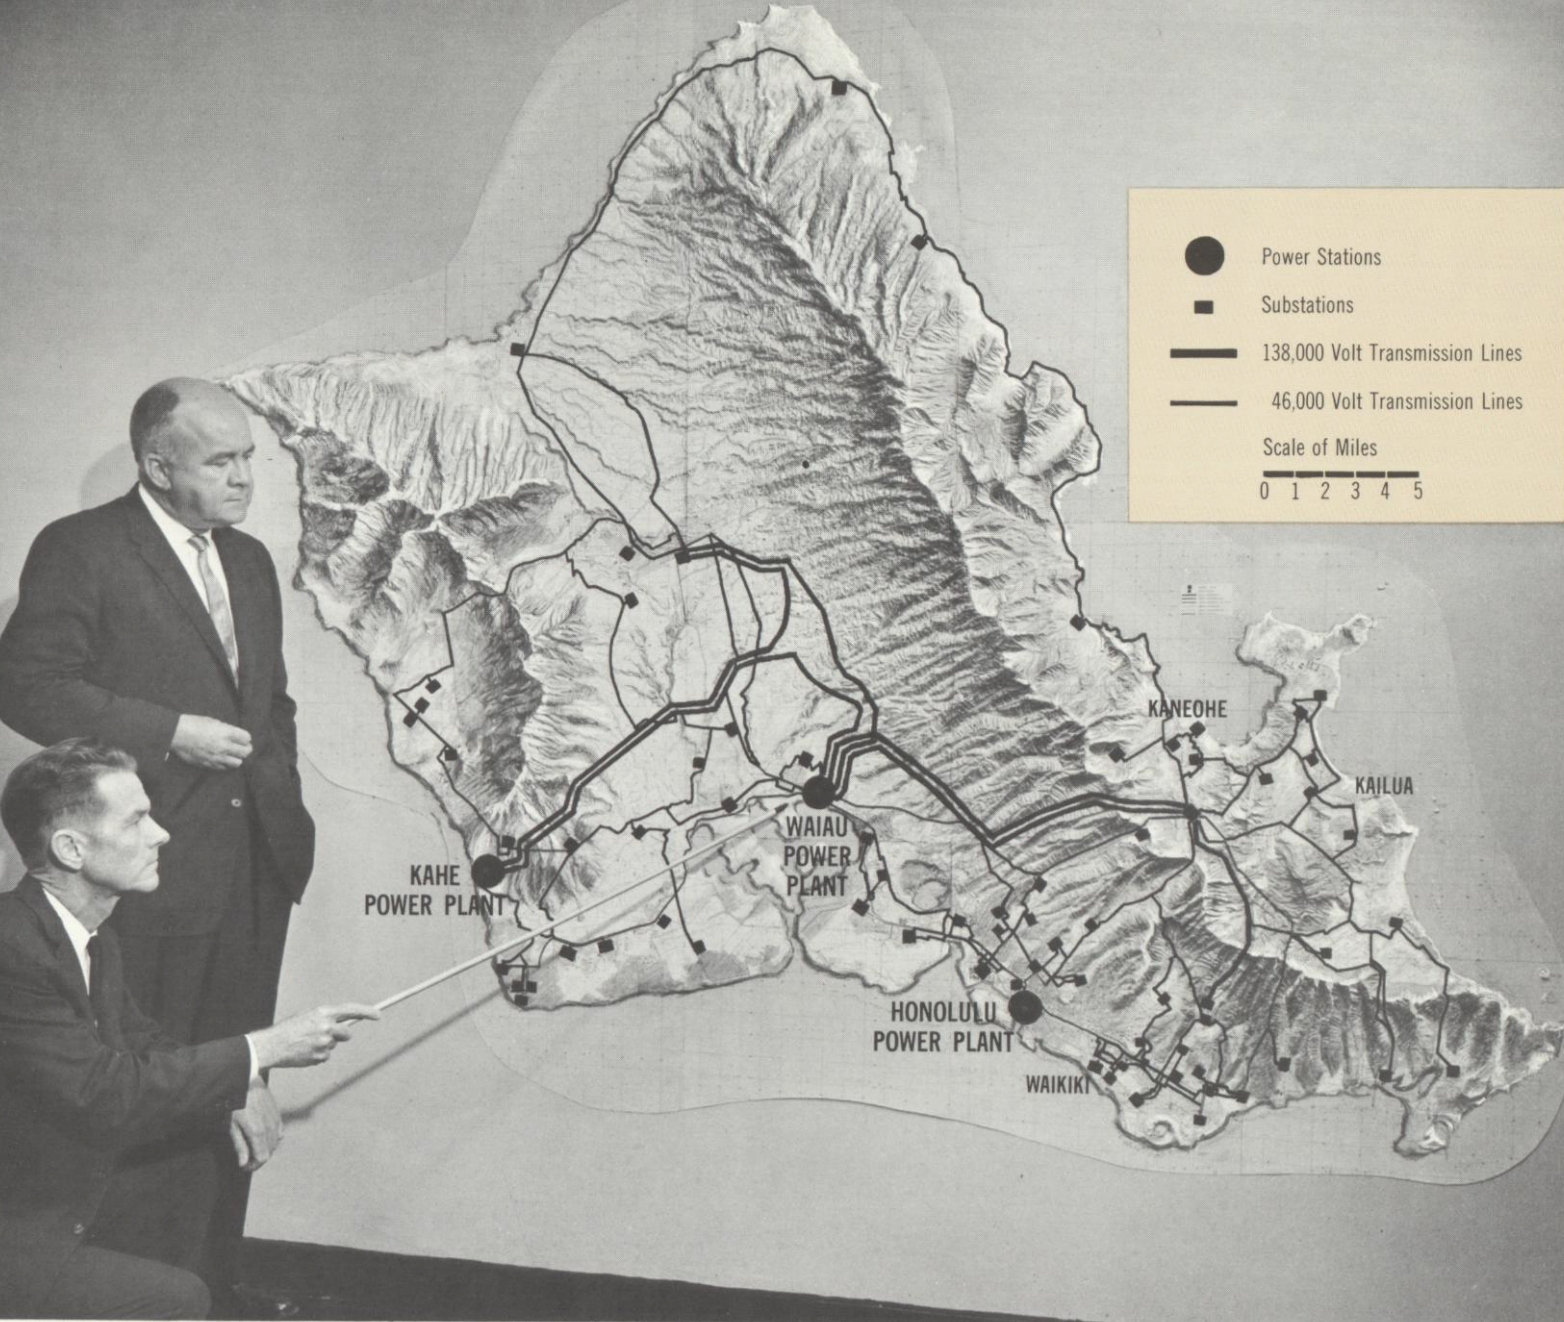 Power Stations
Substations
138,000 Volt Transmission Lines
46,000 Volt Transmission Lines
Scale of Miles
0 1 2 3 4 5
KANEOHE
KAILUA
WAIAU
POWER
PLANT
KAHE
POWER PLANT
HONOLULU
POWER PLANT
WAIKIKI